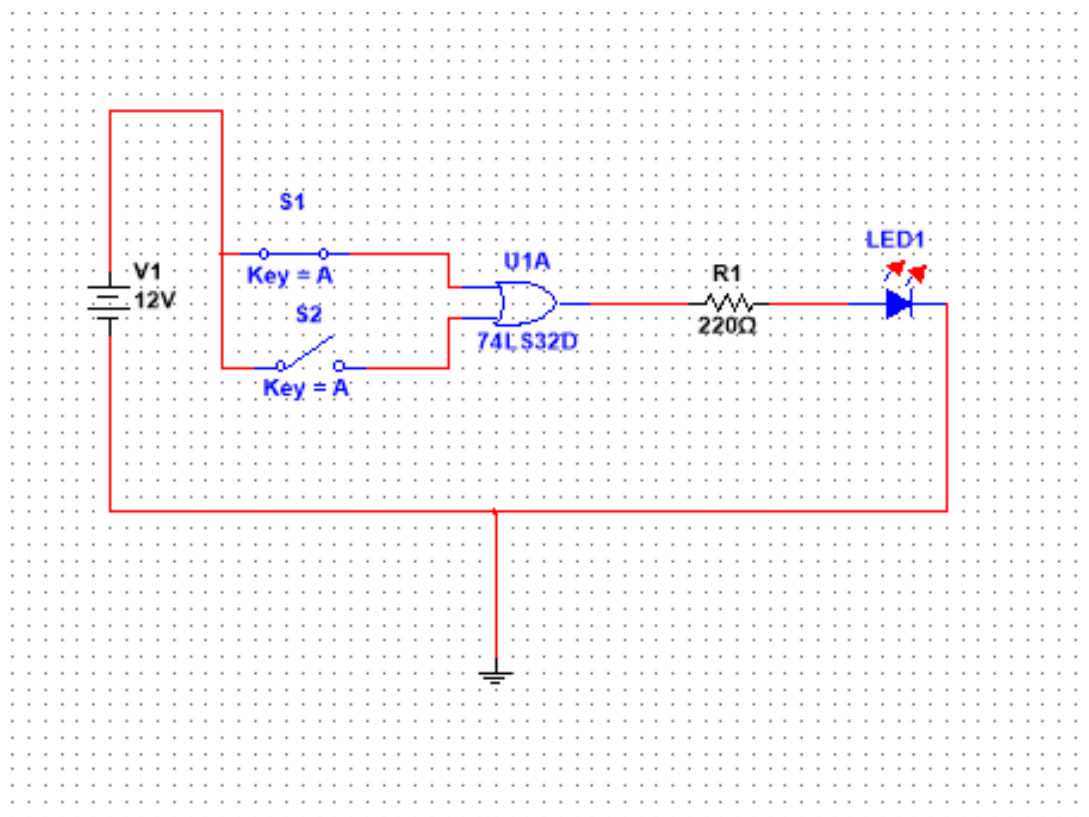 S1
Key = A
V1
12V
S2
Key = A
U1A
74LS32D
R1
220Ω
LED1